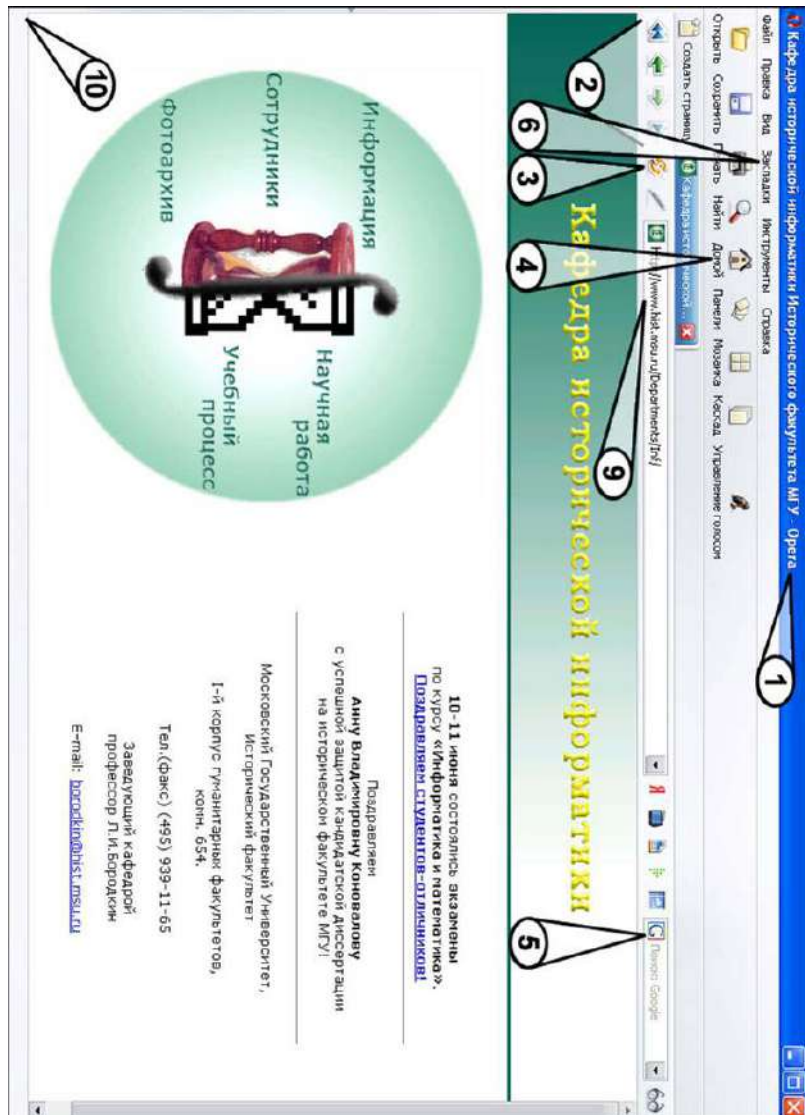 Кафедра исторической информатики Исторического факультета МГУ - Opera
1
Файл Правка Вид Закладки Инструменты Справка
Открыть Сохранить Печать Найти Домой Панели Мозаика Каскад Управление голосом
Создать страницу
Кафедра исторической ...
http://www.hist.msu.ru/Departments/Inf/
Поиск Google
2
6
3
4
9
5
Кафедра исторической информатики
Информация
Сотрудники
Фотоархив
Научная
работа
Учебный
процесс
10-11 июня состоялись экзамены
по курсу «Информатика и математика».
Поздравляем студентов-отличников!
Поздравляем
Анну Владимировну Коновалову
с успешной защитой кандидатской диссертации
на историческом факультете МГУ!
Московский Государственный Университет,
Исторический факультет
I-й корпус гуманитарных факультетов,
комн. 654.
Тел.(факс) (495) 939-11-65
Заведующий кафедрой
профессор Л.И.Бородкин
E-mail: borodkin@hist.msu.ru
10